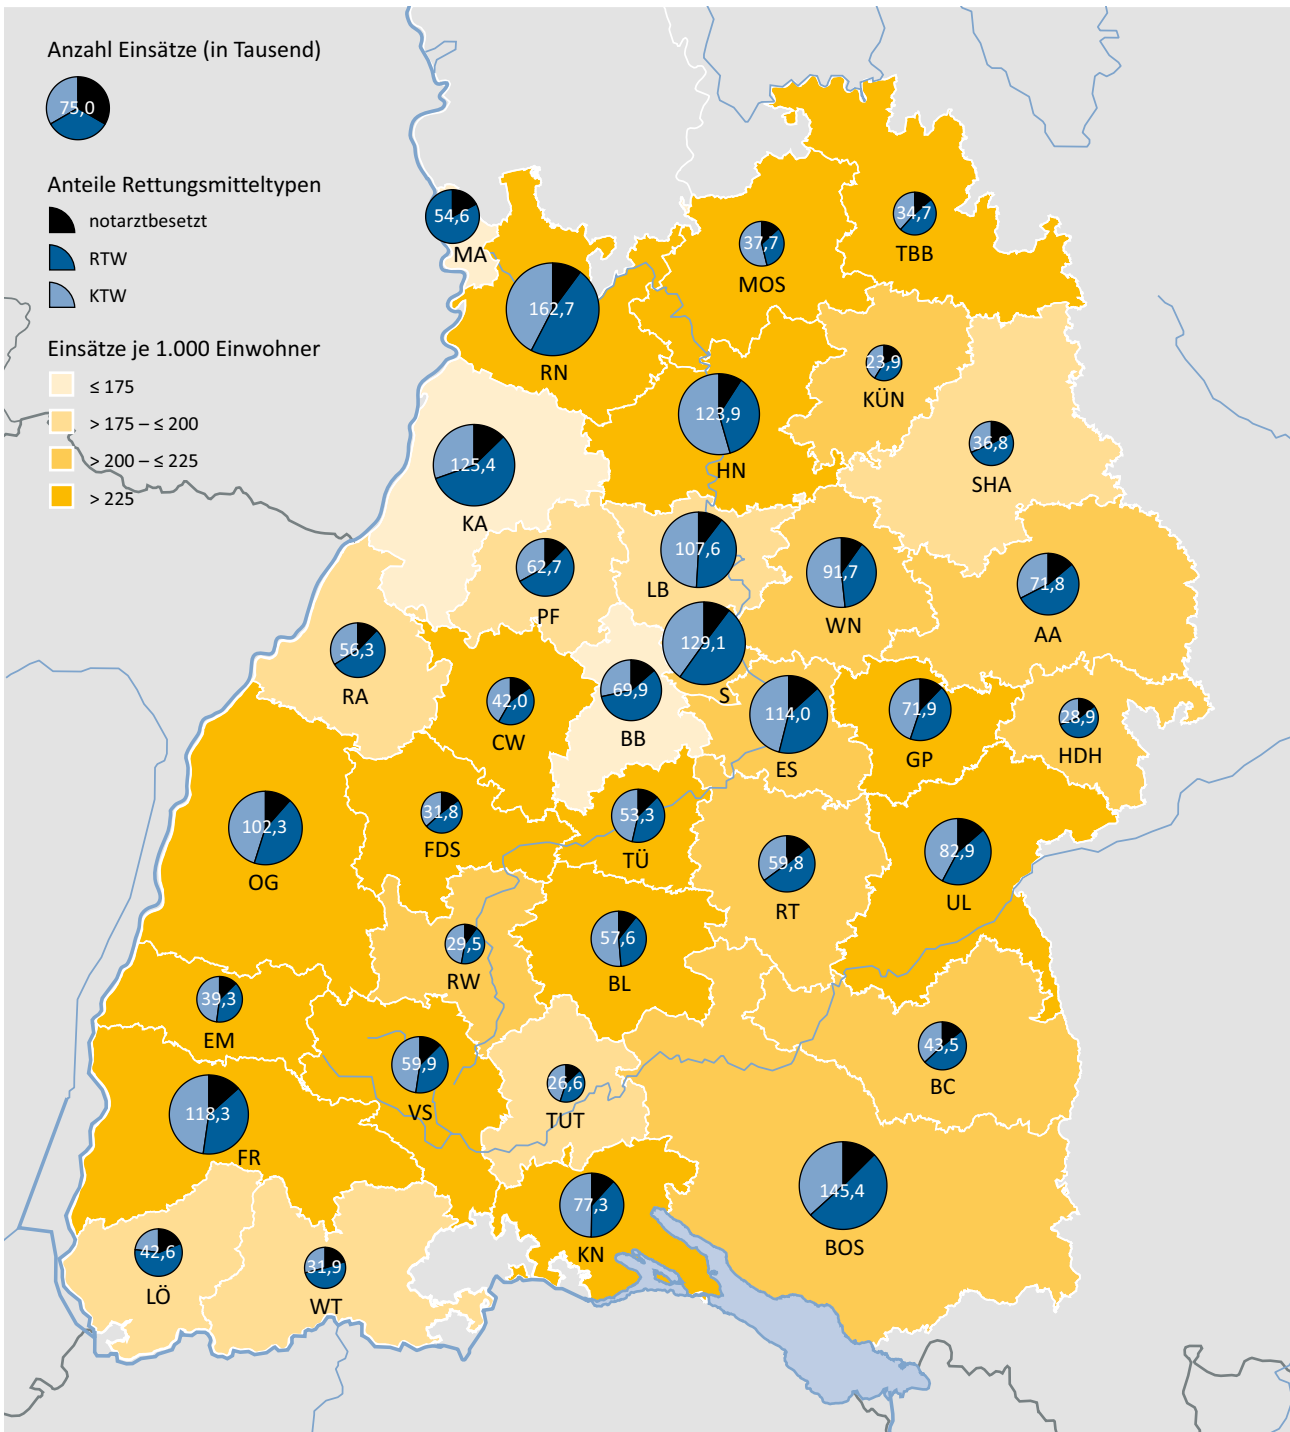 Anzahl Einsätze (in Tausend)
75,0
Anteile Rettungsmitteltypen
notarztbesetzt
RTW
KTW
Einsätze je 1.000 Einwohner
≤ 175
> 175 – ≤ 200
> 200 – ≤ 225
> 225
54,6
MA
34,7
TBB
37,7
MOS
162,7
RN
23,9
KÜN
123,9
HN
36,8
SHA
125,4
KA
107,6
LB
62,7
PF
91,7
WN
71,8
AA
129,1
S
56,3
RA
69,9
BB
42,0
CW
114,0
ES
71,9
GP
28,9
HDH
102,3
OG
31,8
FDS
53,3
TÜ
59,8
RT
82,9
UL
29,5
RW
57,6
BL
39,3
EM
59,9
VS
43,5
BC
26,6
TUT
118,3
FR
145,4
BOS
77,3
KN
42,6
LÖ
31,9
WT